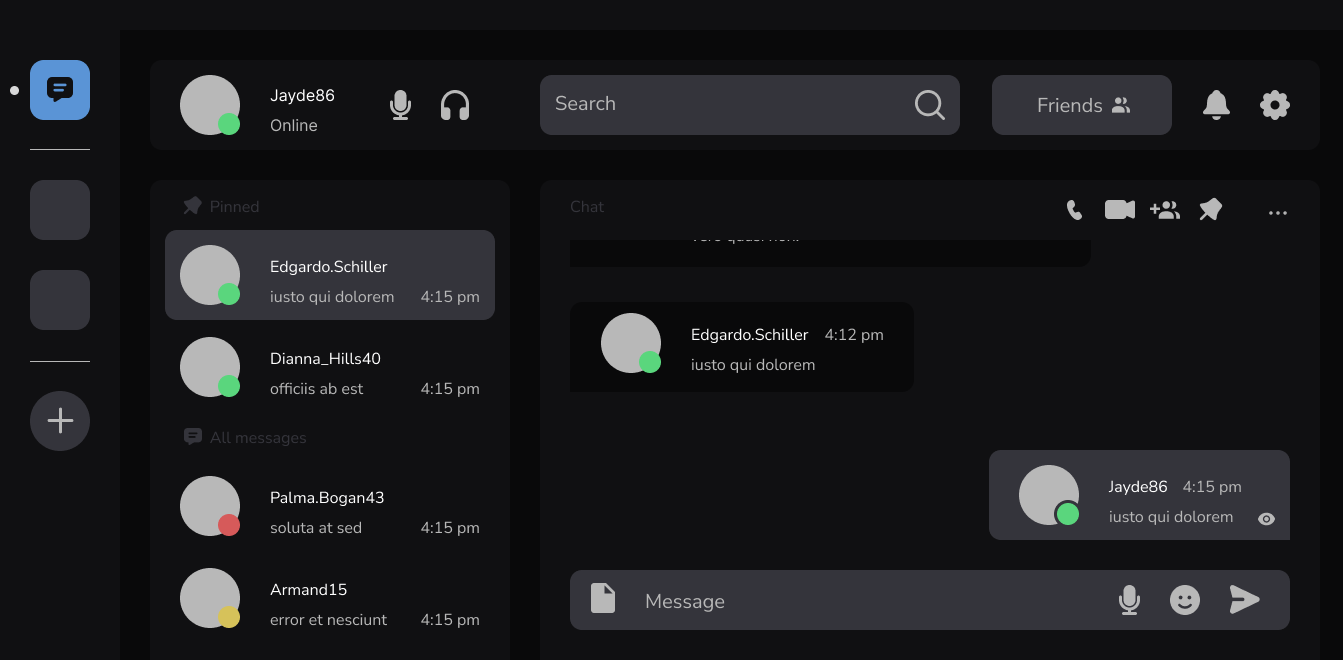 Jayde86
Online
Search
Friends
Pinned
Edgardo.Schiller
iusto qui dolorem 4:15 pm
Dianna_Hills40
officiis ab est 4:15 pm
All messages
Palma.Bogan43
soluta at sed 4:15 pm
Armand15
error et nesciunt 4:15 pm
Chat
Edgardo.Schiller 4:12 pm
iusto qui dolorem
Jayde86 4:15 pm
iusto qui dolorem
Message